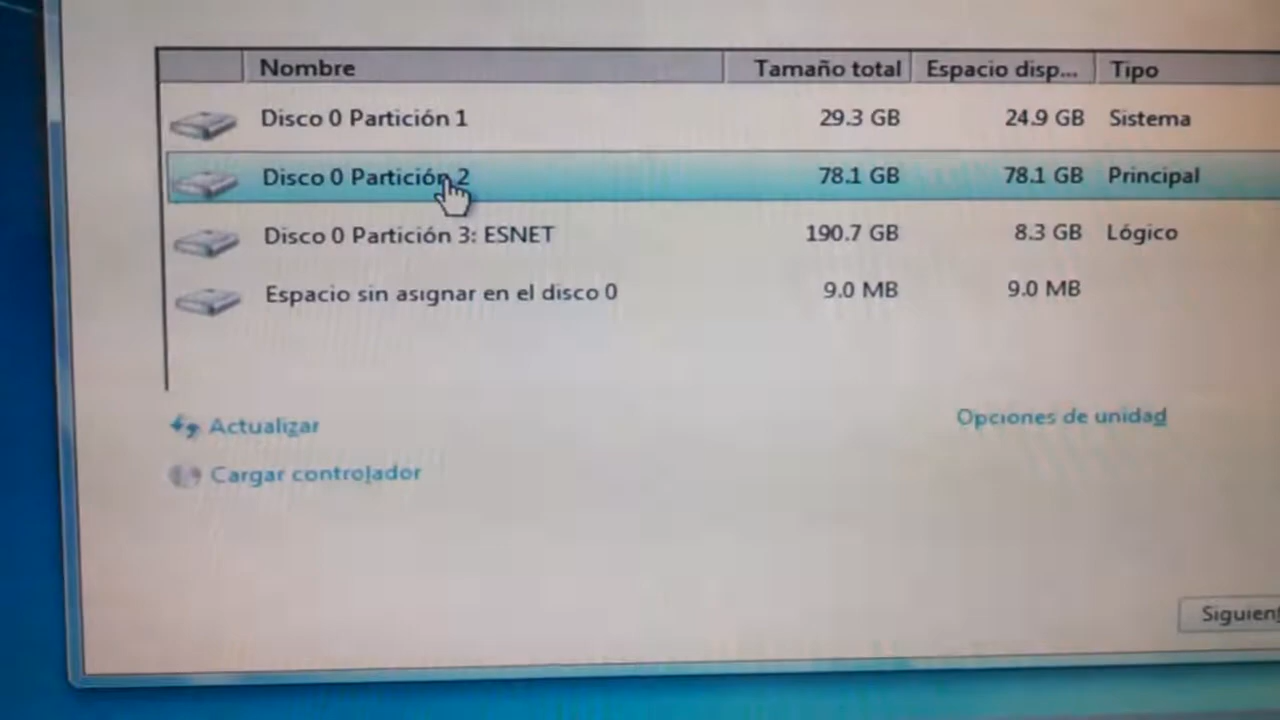 Nombre Tamaño total Espacio disp... Tipo
Disco 0 Partición 1 29.3 GB 24.9 GB Sistema
Disco 0 Partición 2 78.1 GB 78.1 GB Principal
Disco 0 Partición 3: ESNET 190.7 GB 8.3 GB Lógico
Espacio sin asignar en el disco 0 9.0 MB 9.0 MB
Actualizar Opciones de unidad
Cargar controlador
Siguien